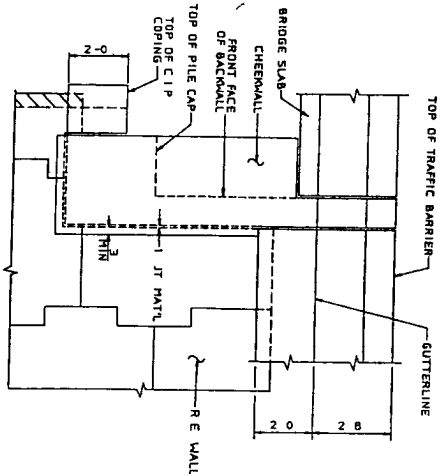 TOP OF TRAFFIC BARRIER
BRIDGE SLAB
CHEEKWALL
FRONT FACE
OF BACKWALL
TOP OF PILE CAP
TOP OF C I P
COPING
2-0
GUTTERLINE
2 0
2 8
1 JT MAT'L
3
MIN
R E WALL